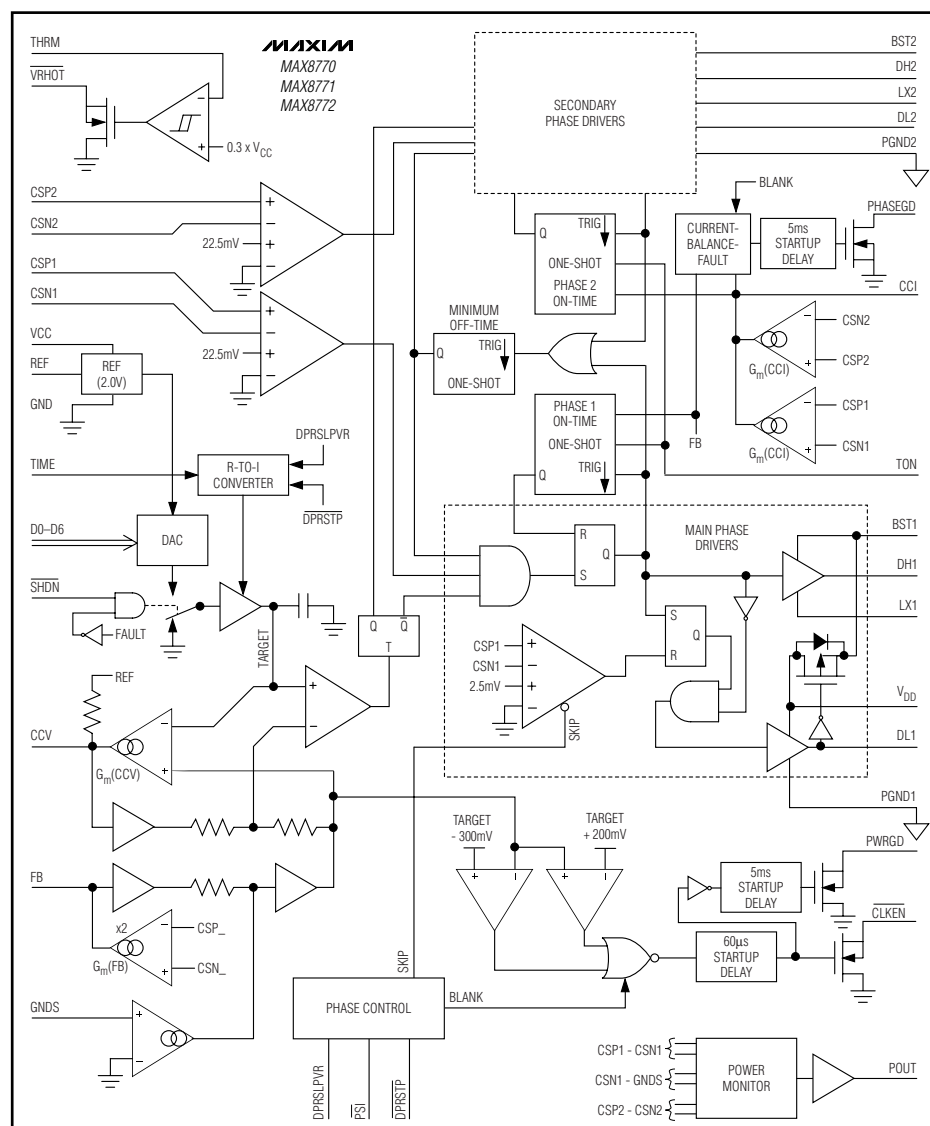 THRM
VRHOT
MAXIM
MAX8770
MAX8771
MAX8772
−
+
0.3 x VCC
SECONDARY
PHASE DRIVERS
BST2
DH2
LX2
DL2
PGND2
CSP2
CSN2
+
−
22.5mV
+
−
CSP1
CSN1
+
−
22.5mV
+
−
BLANK
Q
TRIG
ONE-SHOT
PHASE 2
ON-TIME
CURRENT-
BALANCE-
FAULT
5ms
STARTUP
DELAY
PHASEGD
CCI
MINIMUM
OFF-TIME
Q
TRIG
ONE-SHOT
−
CSN2
+
CSP2
Gm(CCI)
−
CSP1
+
CSN1
Gm(CCI)
VCC
REF
REF
(2.0V)
GND
PHASE 1
ON-TIME
ONE-SHOT
Q
TRIG
FB
TON
TIME
R-TO-I
CONVERTER
DPRSLPVR
DPRSTP
D0–D6
DAC
SHDN
FAULT
TARGET
Q
Q
T
R
Q
S
MAIN PHASE
DRIVERS
BST1
DH1
LX1
CSP1
+
CSN1
−
2.5mV
+
−
SKIP
S
Q
R
VDD
DL1
PGND1
REF
CCV
−
+
Gm(CCV)
+
−
FB
x2
−
CSP_
+
CSN_
Gm(FB)
GNDS
+
−
TARGET
- 300mV
TARGET
+ 200mV
+
−
+
−
5ms
STARTUP
DELAY
PWRGD
60µs
STARTUP
DELAY
CLKEN
SKIP
PHASE CONTROL
BLANK
DPRSLPVR
PSI
DPRSTP
CSP1 - CSN1
CSN1 - GNDS
CSP2 - CSN2
POWER
MONITOR
POUT